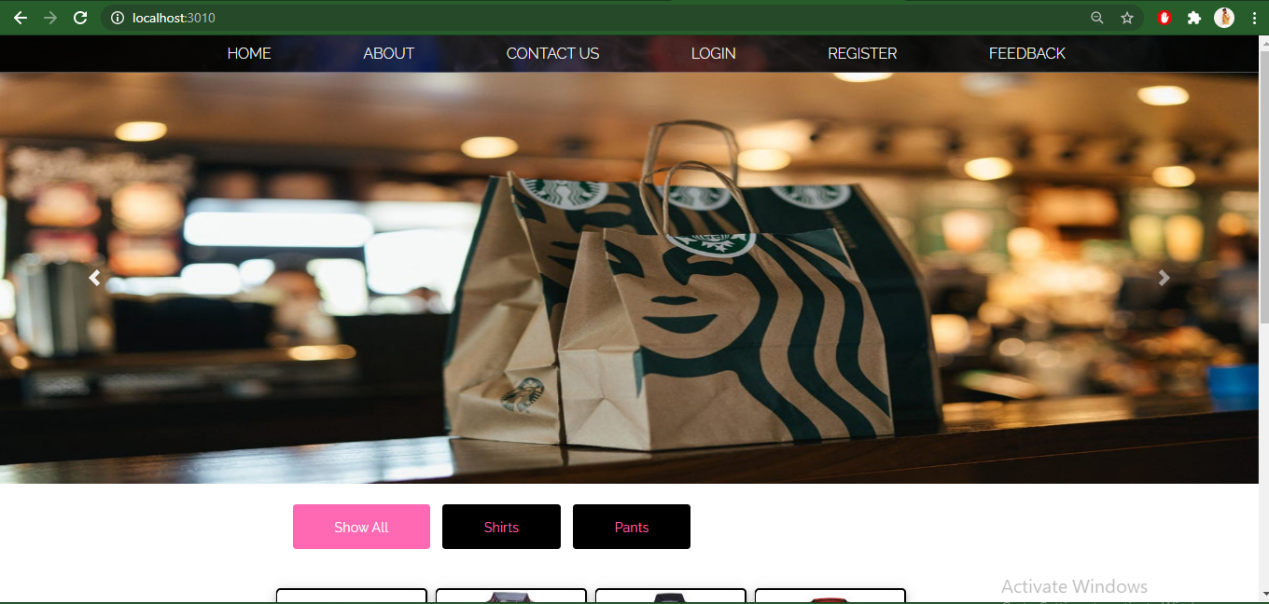 localhost:3010
HOME ABOUT CONTACT US LOGIN REGISTER FEEDBACK
Show All Shirts Pants
Activate Windows